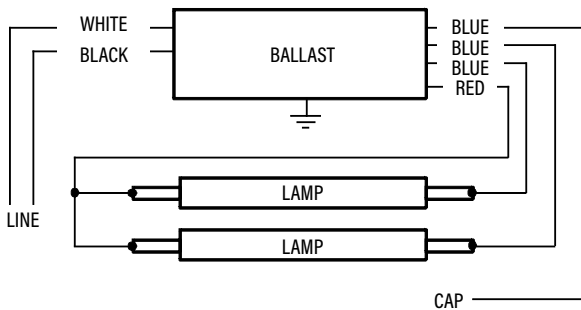 WHITE
BLACK
BALLAST
BLUE
BLUE
BLUE
RED
LINE
LAMP
LAMP
CAP